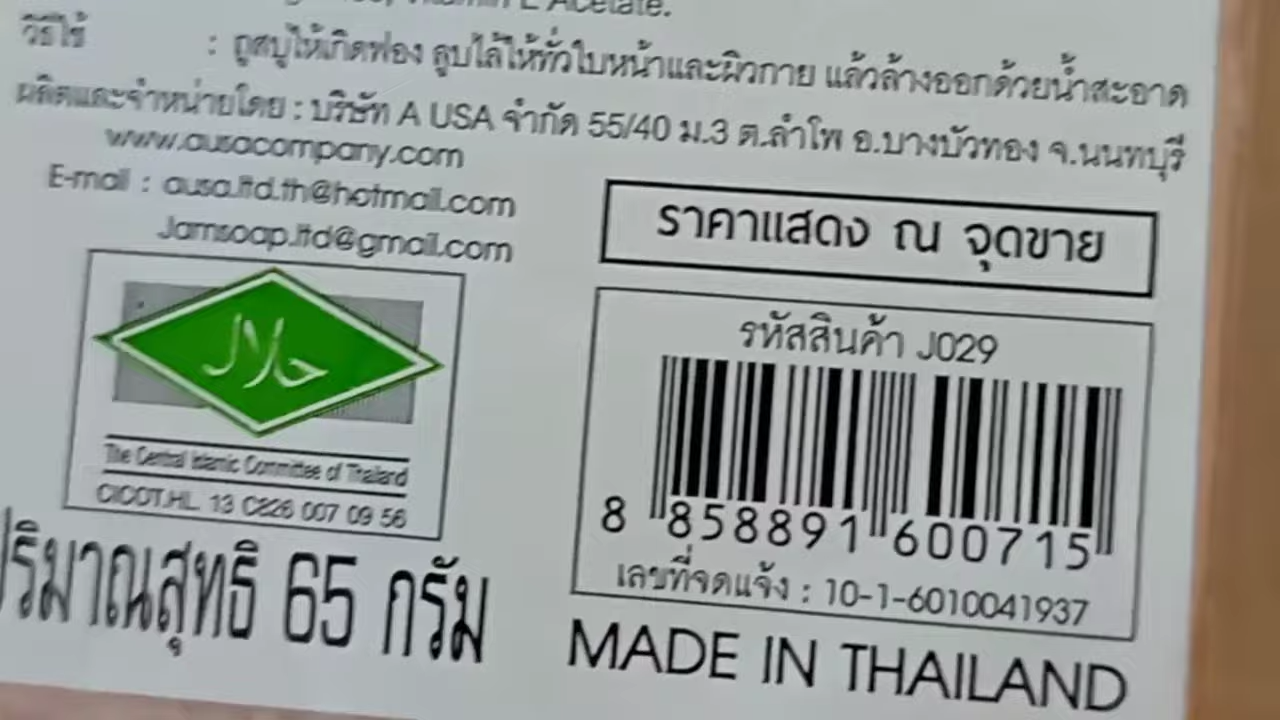 Vitamin E Acetate.
วิธีใช้ : ถูสบู่ให้เกิดฟอง ลูบไล้ให้ทั่วใบหน้าและผิวกาย แล้วล้างออกด้วยน้ำสะอาด
ผลิตและจำหน่ายโดย : บริษัท A USA จำกัด 55/40 ม.3 ต.ลำโพ อ.บางบัวทอง จ.นนทบุรี
www.ausacompany.com
E-mail : ausa.ltd.th@hotmail.com
Jamsoap.ltd@gmail.com
ราคาแสดง ณ จุดขาย
حلال
The Central Islamic Committee of Thailand
CICOT.HL. 13 C826 007 09 56
รหัสสินค้า J029
8 858891 600715
เลขที่จดแจ้ง : 10-1-6010041937
ปริมาณสุทธิ 65 กรัม
MADE IN THAILAND